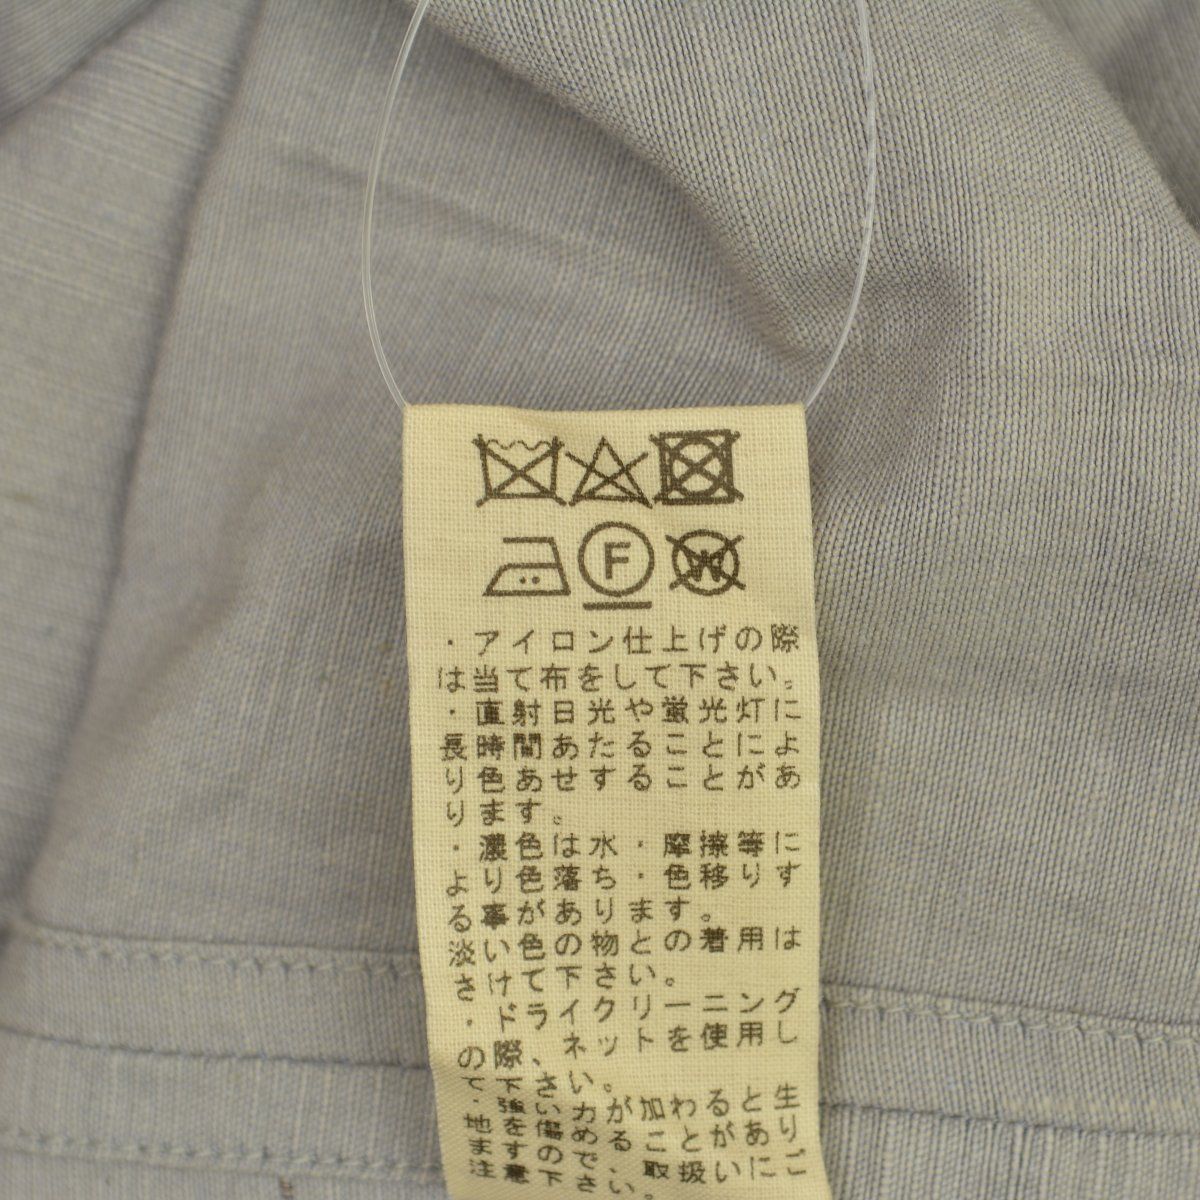 F
W
・アイロン仕上げの際
は当て布をして下さい。
・直射日光や蛍光灯に
長時間あたることによ
り色あせすることがあ
ります。
・濃色は水・摩擦等に
より色落ち・色移りす
る事があります。
淡い色の物との着用は
さけて下さい。
・ドライクリーニング
の際、ネットを使用し
て下さい。
・強い力が加わると生
地を傷める、ことがあり
ますので、お取扱いにご
注意下さい。